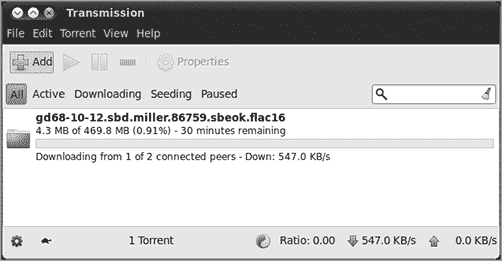 Transmission
File Edit Torrent View Help
Add Properties
All Active Downloading Seeding Paused
gd68-10-12.sbd.miller.86759.sbeok.flac16
4.3 MB of 469.8 MB (0.91%) - 30 minutes remaining
Downloading from 1 of 2 connected peers - Down: 547.0 KB/s
1 Torrent Ratio: 0.00 547.0 KB/s 0.0 KB/s